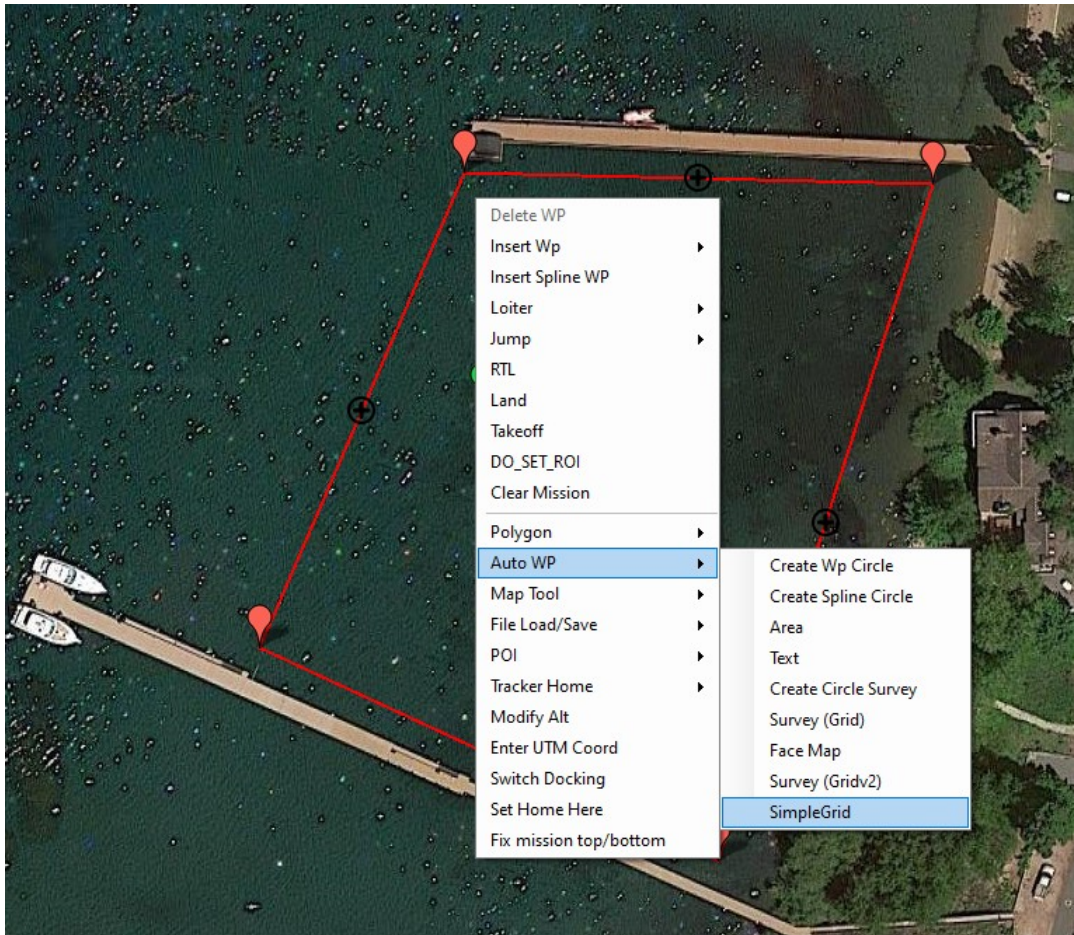 Delete WP
Insert Wp
Insert Spline WP
Loiter
Jump
RTL
Land
Takeoff
DO_SET_ROI
Clear Mission
Polygon
Auto WP
Map Tool
File Load/Save
POI
Tracker Home
Modify Alt
Enter UTM Coord
Switch Docking
Set Home Here
Fix mission top/bottom
Create Wp Circle
Create Spline Circle
Area
Text
Create Circle Survey
Survey (Grid)
Face Map
Survey (Gridv2)
SimpleGrid